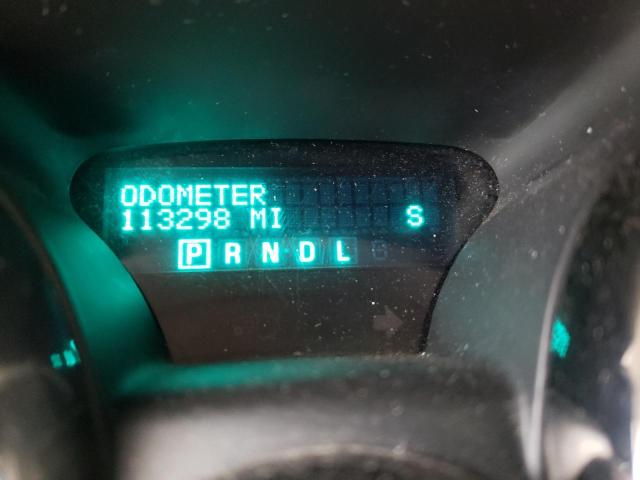 ODOMETER
113298 MI S
P R N D L